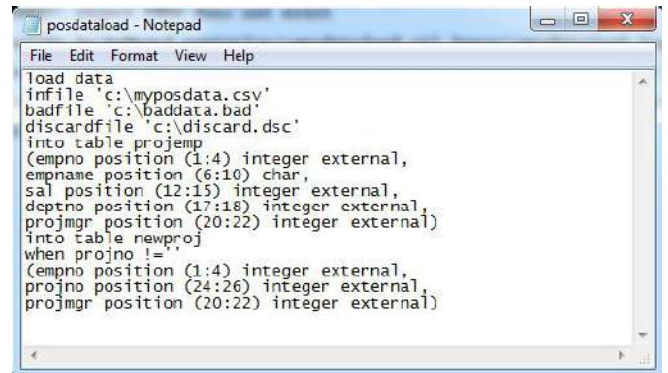 posdataload - Notepad
File Edit Format View Help
load data
infile 'c:\myposdata.csv'
badfile 'c:\baddata.bad'
discardfile 'c:\discard.dsc'
into table projemp
(empno position (1:4) integer external,
empname position (6:10) char,
sal position (12:15) integer external,
deptno position (17:18) integer external,
projmgr position (20:22) integer external)
into table newproj
when projno !=''
(empno position (1:4) integer external,
projno position (24:26) integer external,
projmgr position (20:22) integer external)